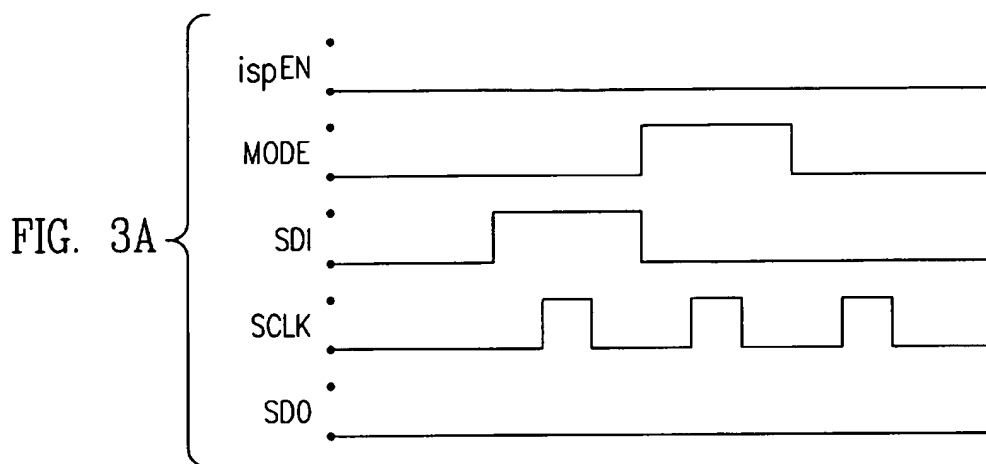 ispEN
MODE
FIG. 3A
SDI
SCLK
SDO